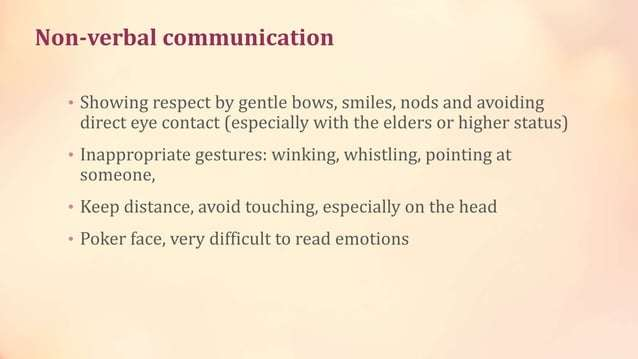 Non-verbal communication
• Showing respect by gentle bows, smiles, nods and avoiding
direct eye contact (especially with the elders or higher status)
• Inappropriate gestures: winking, whistling, pointing at
someone,
• Keep distance, avoid touching, especially on the head
• Poker face, very difficult to read emotions